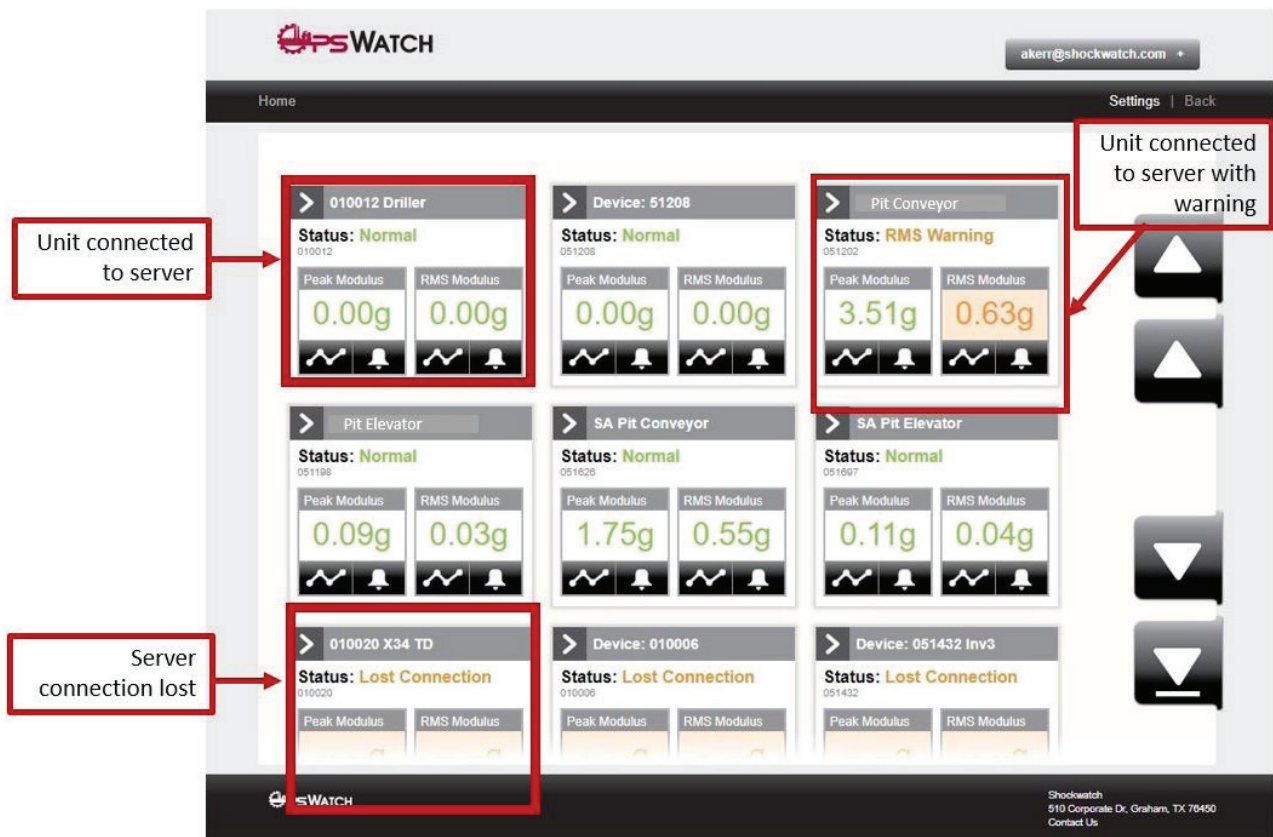 OPSWATCH
akerr@shockwatch.com +
Home
Settings | Back
Unit connected
to server with
warning
Unit connected
to server
010012 Driller
Status: Normal
010012
Peak Modulus RMS Modulus
0.00g 0.00g
Device: 51208
Status: Normal
051208
Peak Modulus RMS Modulus
0.00g 0.00g
Pit Conveyor
Status: RMS Warning
051202
Peak Modulus RMS Modulus
3.51g 0.63g
Pit Elevator
Status: Normal
051198
Peak Modulus RMS Modulus
0.09g 0.03g
SA Pit Conveyor
Status: Normal
051626
Peak Modulus RMS Modulus
1.75g 0.55g
SA Pit Elevator
Status: Normal
051697
Peak Modulus RMS Modulus
0.11g 0.04g
Server
connection lost
010020 X34 TD
Status: Lost Connection
010020
Peak Modulus RMS Modulus
Device: 010006
Status: Lost Connection
010006
Peak Modulus RMS Modulus
Device: 051432 Inv3
Status: Lost Connection
051432
Peak Modulus RMS Modulus
OPSWATCH
Shockwatch
510 Corporate Dr, Graham, TX 76450
Contact Us